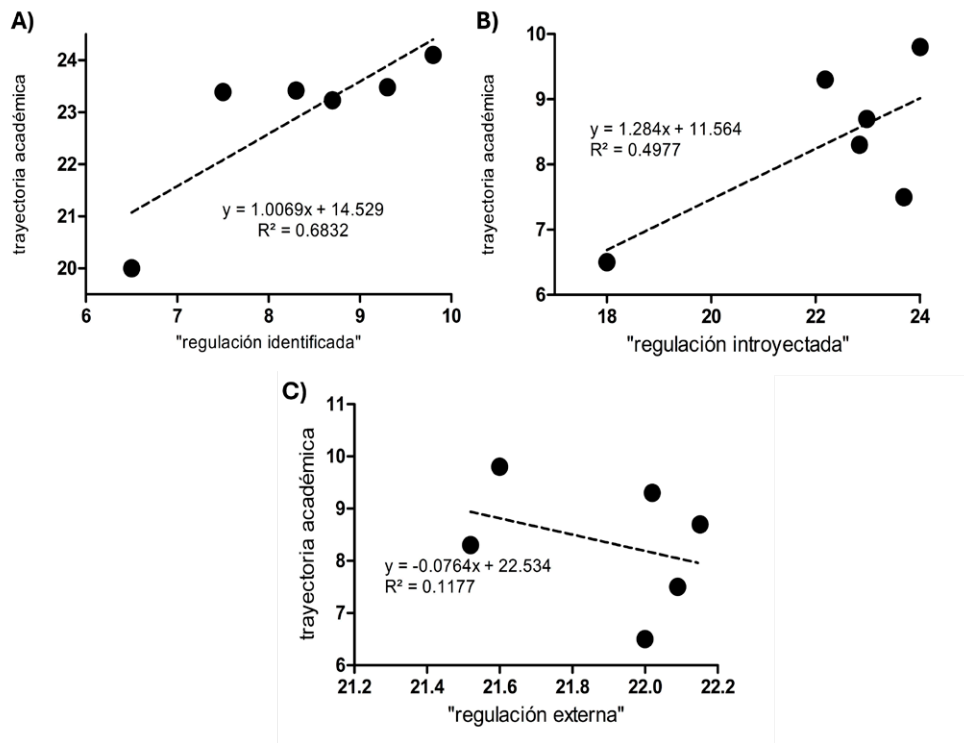 A)
trayectoria académica
24
23
22
21
20
y = 1.0069x + 14.529
R² = 0.6832
6 7 8 9 10
"regulación identificada"
B)
trayectoria académica
10
9
8
7
6
y = 1.284x + 11.564
R² = 0.4977
18 20 22 24
"regulación introyectada"
C)
trayectoria académica
11
10
9
8
7
6
y = -0.0764x + 22.534
R² = 0.1177
21.2 21.4 21.6 21.8 22.0 22.2
"regulación externa"